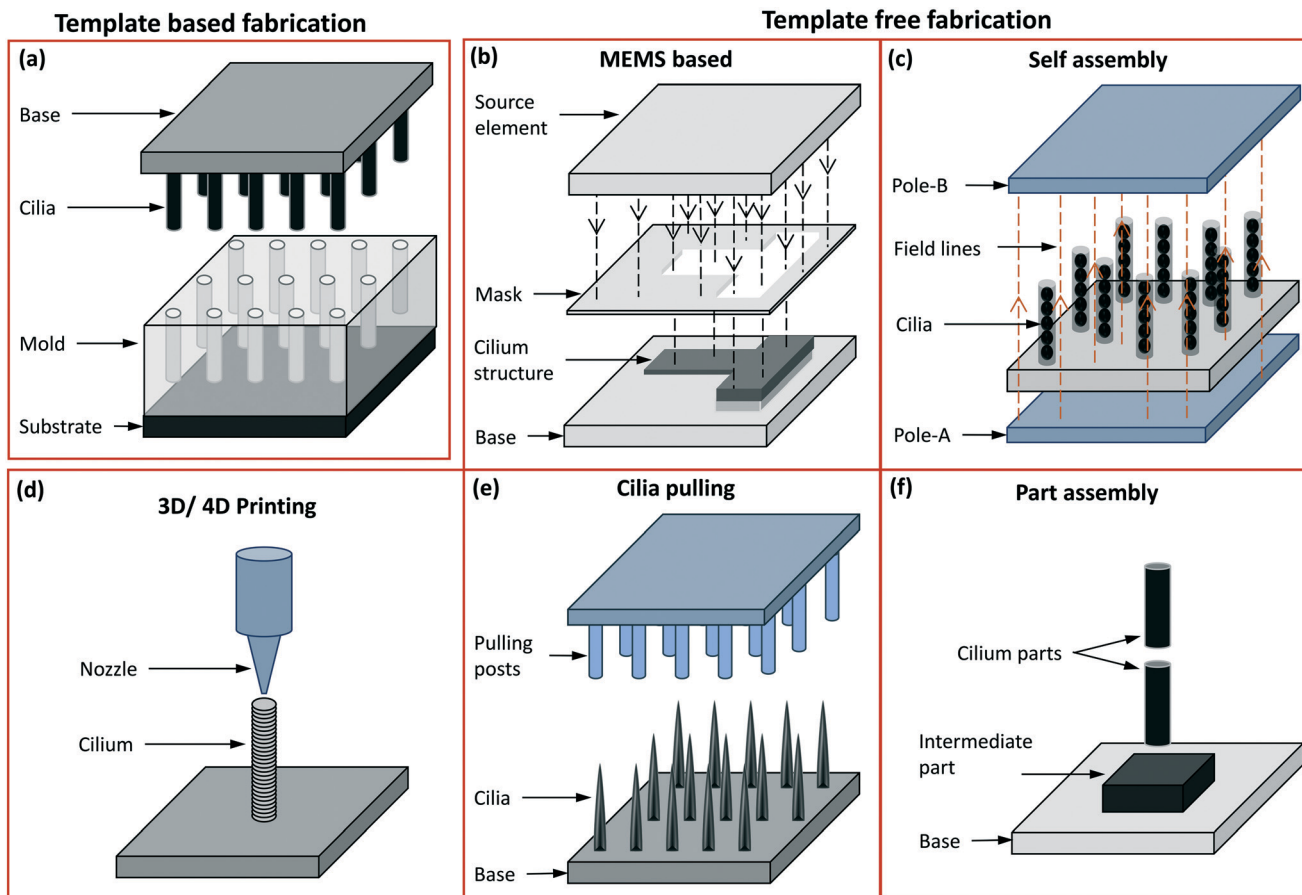 Template based fabrication
Template free fabrication
(a)
Base
Cilia
Mold
Substrate
(b)
MEMS based
Source
element
Mask
Cilium
structure
Base
(c)
Self assembly
Pole-B
Field lines
Cilia
Pole-A
(d)
3D/ 4D Printing
Nozzle
Cilium
(e)
Cilia pulling
Pulling
posts
Cilia
Base
(f)
Part assembly
Cilium parts
Intermediate
part
Base